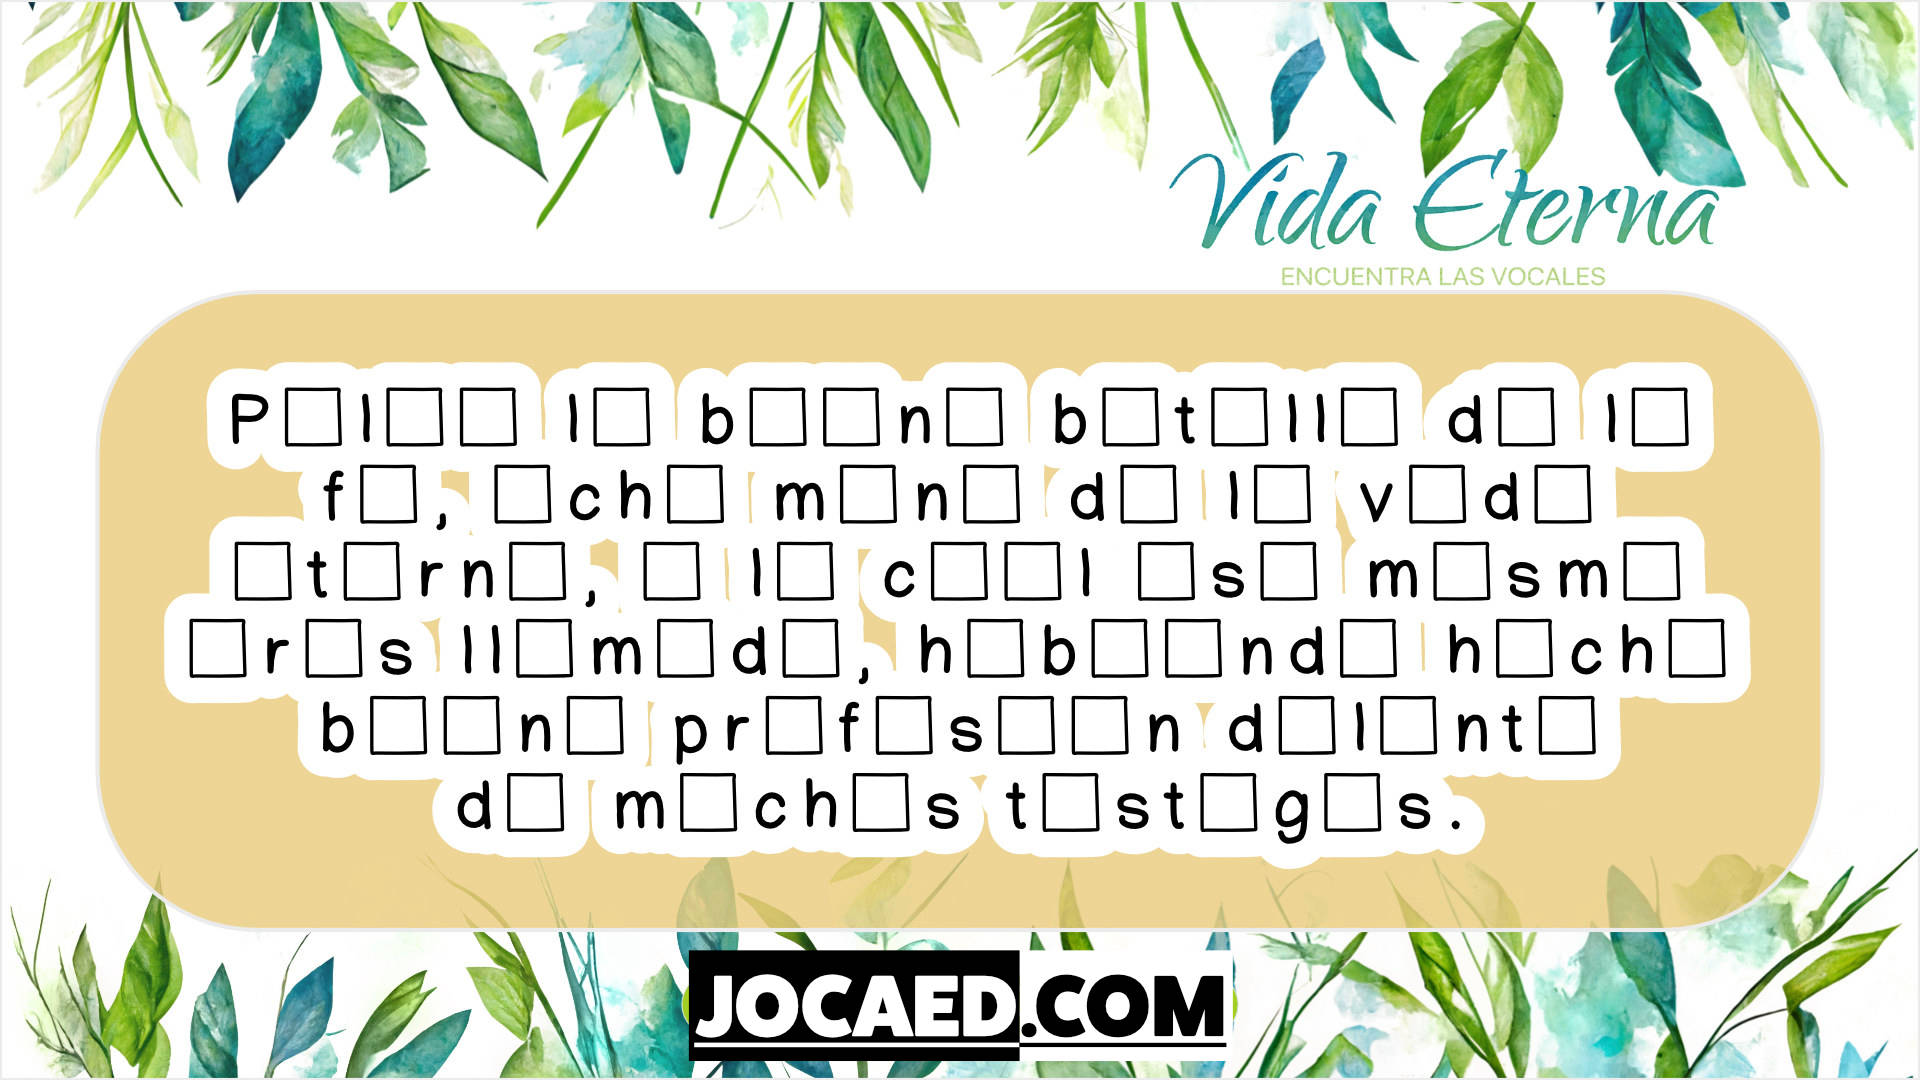 Vida Eterna
ENCUENTRA LAS VOCALES
P□l□□ l□ b□□n□ b□t□ll□ d□ l□
f□, □ch□ m□n□ d□ l□ v□d□
□t□rn□, □ l□ c□□l □s□ m□sm□
□r□s ll□m□d□, h□b□□nd□ h□ch□
b□□n□ pr□f□s□□n d□l□nt□
d□ m□ch□s t□st□g□s.
JOCAED.COM